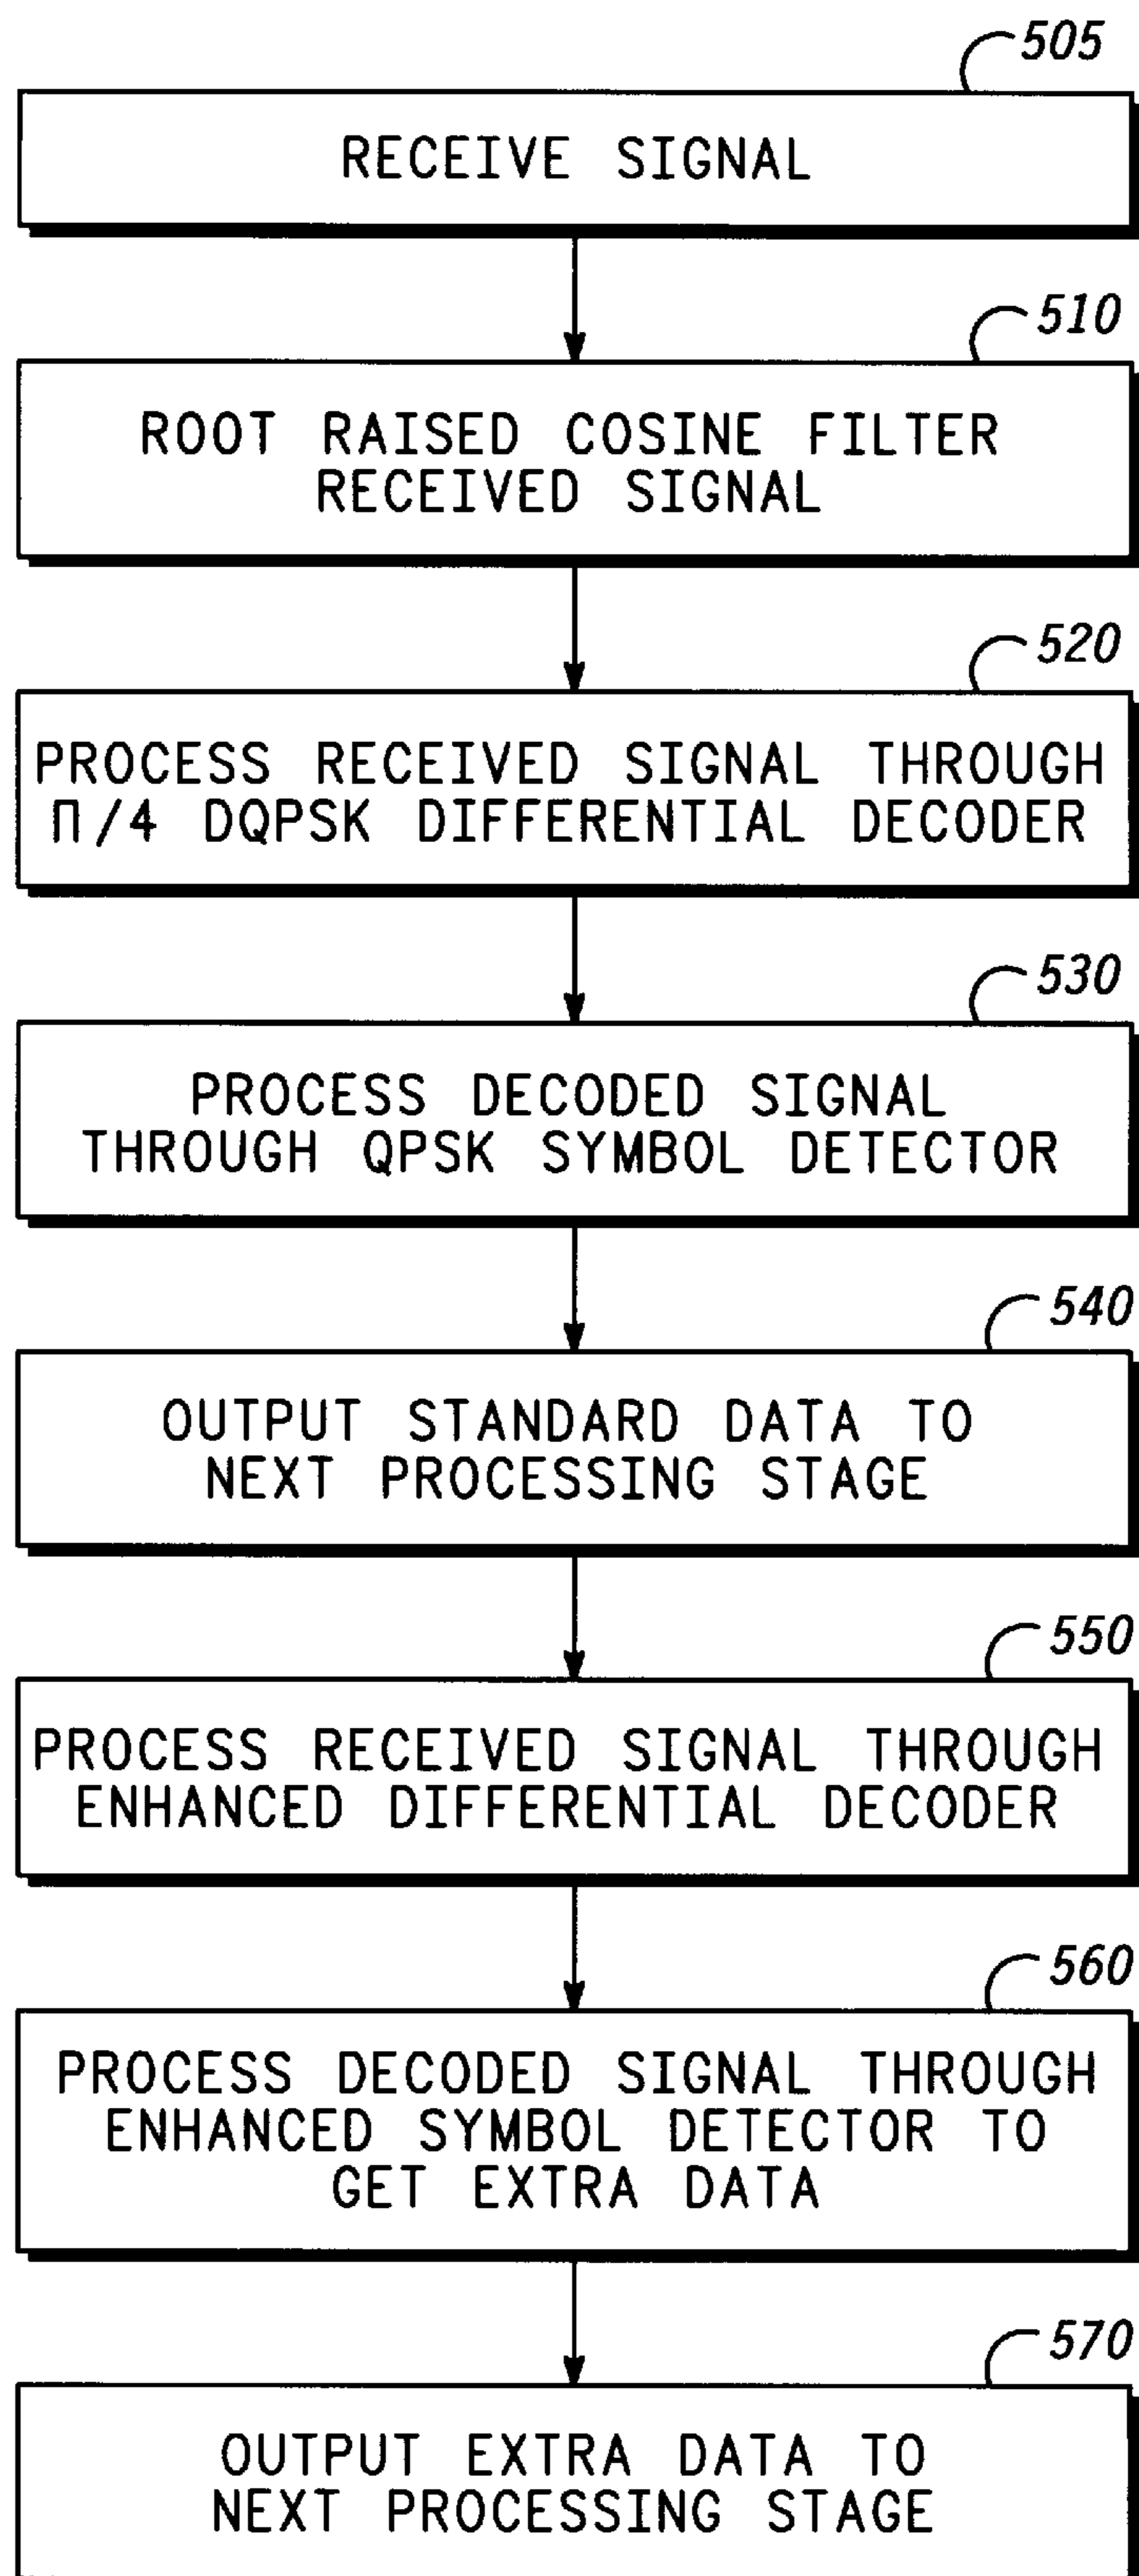 505
RECEIVE SIGNAL
510
ROOT RAISED COSINE FILTER
RECEIVED SIGNAL
520
PROCESS RECEIVED SIGNAL THROUGH
Π/4 DQPSK DIFFERENTIAL DECODER
530
PROCESS DECODED SIGNAL
THROUGH QPSK SYMBOL DETECTOR
540
OUTPUT STANDARD DATA TO
NEXT PROCESSING STAGE
550
PROCESS RECEIVED SIGNAL THROUGH
ENHANCED DIFFERENTIAL DECODER
560
PROCESS DECODED SIGNAL THROUGH
ENHANCED SYMBOL DETECTOR TO
GET EXTRA DATA
570
OUTPUT EXTRA DATA TO
NEXT PROCESSING STAGE